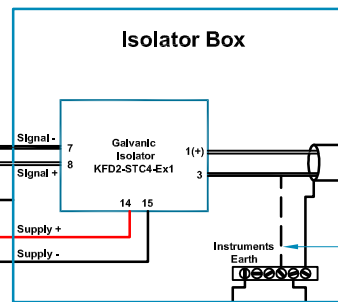 Isolator Box
Signal -
7
Galvanic
Isolator
KFD2-STC4-Ex1
1(+)
8
Signal +
3
14
15
Supply +
Supply -
Instruments
Earth